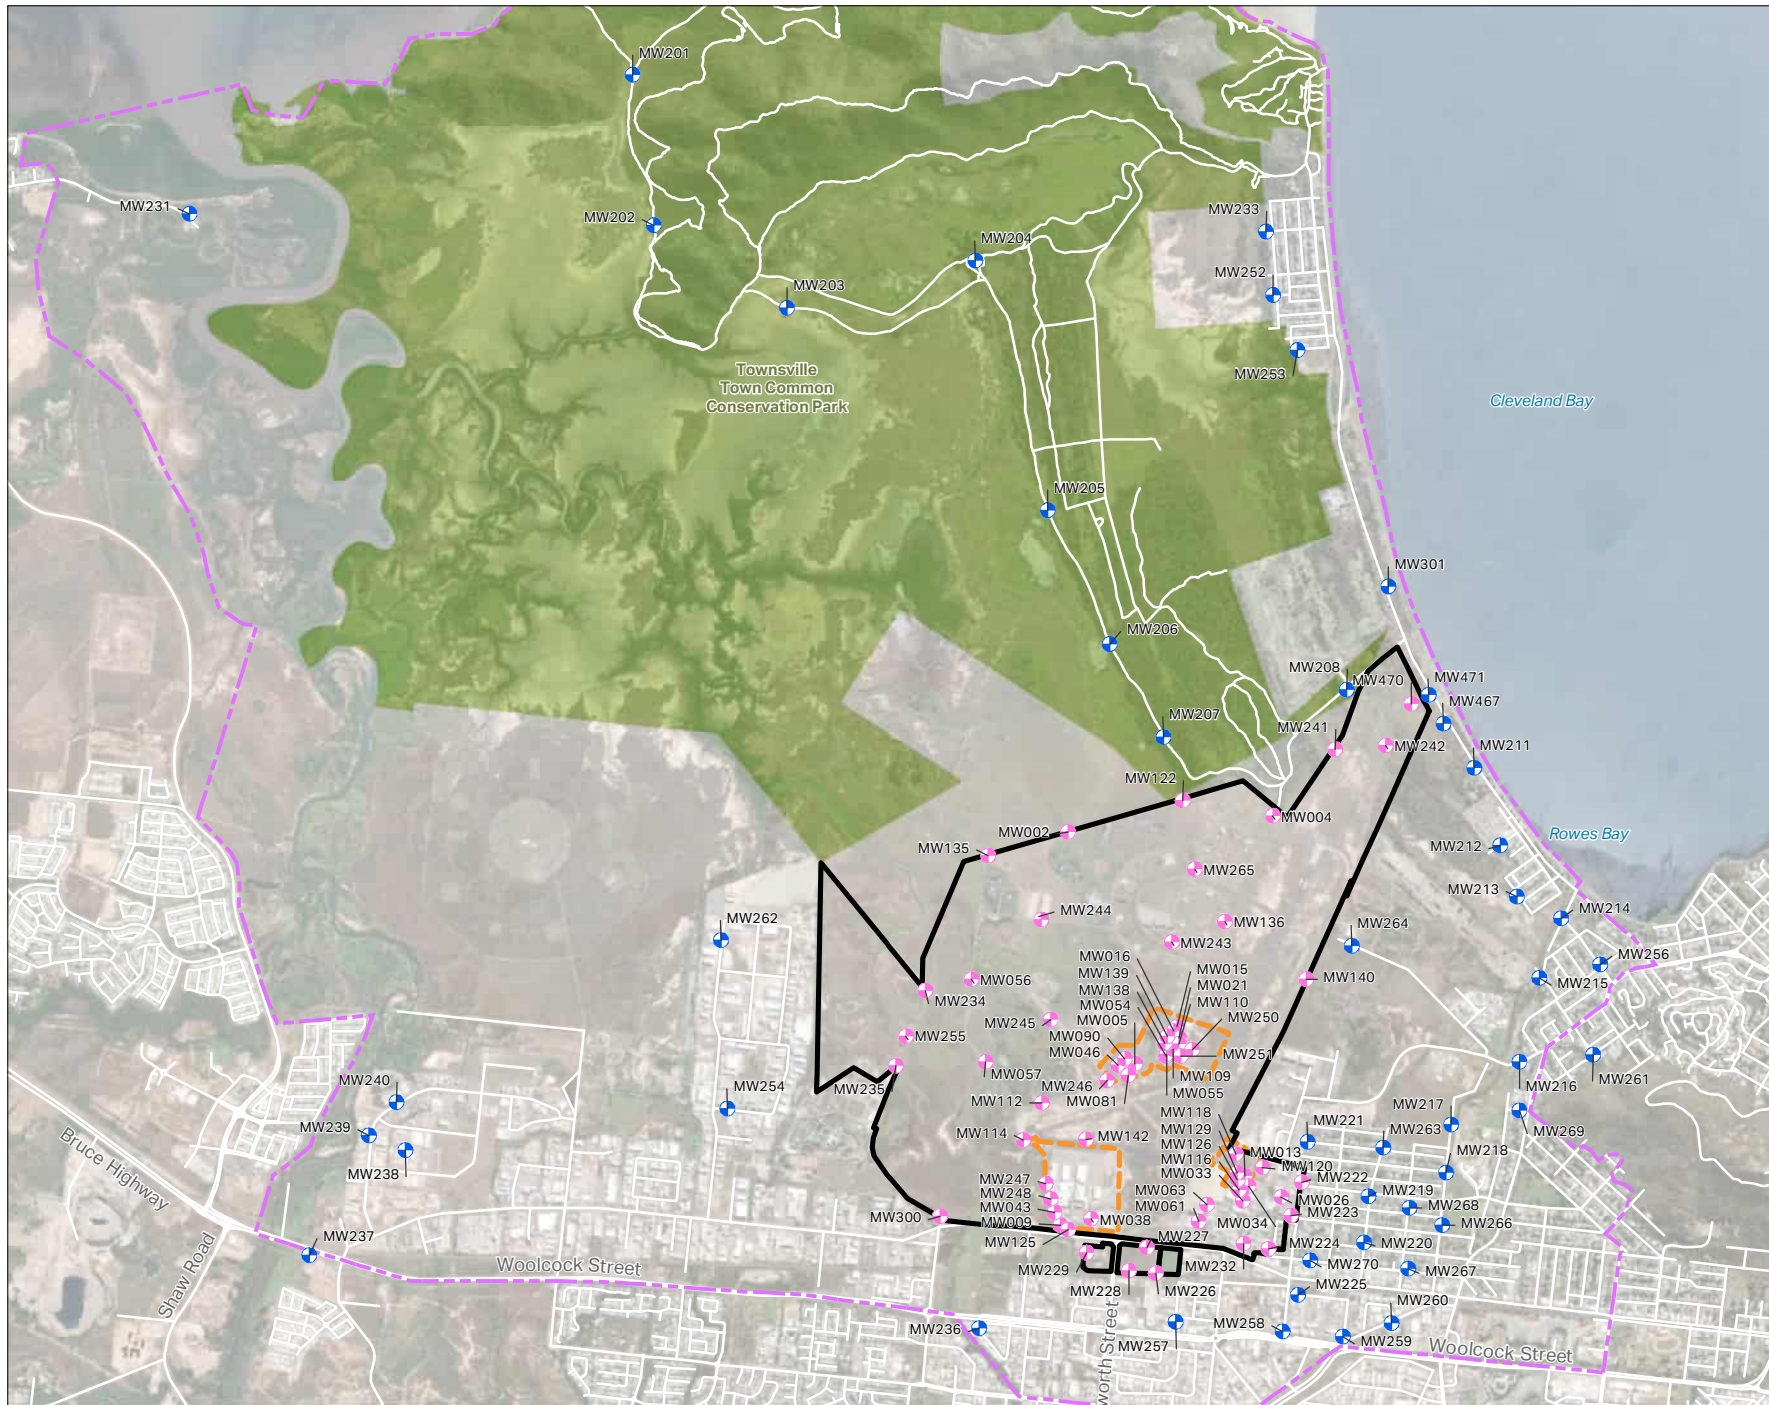 MW201
MW231
MW202
MW233
MW204
MW252
MW203
Townsville
Town Common
Conservation Park
MW253
Cleveland Bay
MW205
MW301
MW206
MW208
MW470
MW471
MW467
MW207
MW241
MW242
MW211
MW122
MW004
MW002
MW135
Rowes Bay
MW212
MW265
MW213
MW244
MW136
MW214
MW262
MW264
MW243
MW016
MW139
MW138
MW054
MW005
MW015
MW021
MW110
MW250
MW256
MW215
MW056
MW140
MW234
MW245
MW255
MW090
MW046
MW251
MW057
MW109
MW055
MW246
MW081
MW235
MW216
MW261
MW240
MW254
MW112
MW118
MW129
MW126
MW116
MW033
MW221
MW217
MW263
MW269
MW239
MW114
MW142
MW013
MW120
MW218
MW238
MW222
MW247
MW248
MW043
MW009
MW125
MW063
MW061
MW026
MW219
MW268
MW223
MW266
Bruce Highway
MW300
MW038
MW034
MW227
MW224
MW220
MW237
Woolcock Street
MW229
MW232
MW270
MW267
Shaw Road
MW228
MW226
MW225
MW260
MW236
MW257
MW258
MW259
Woolcock Street
worth Street